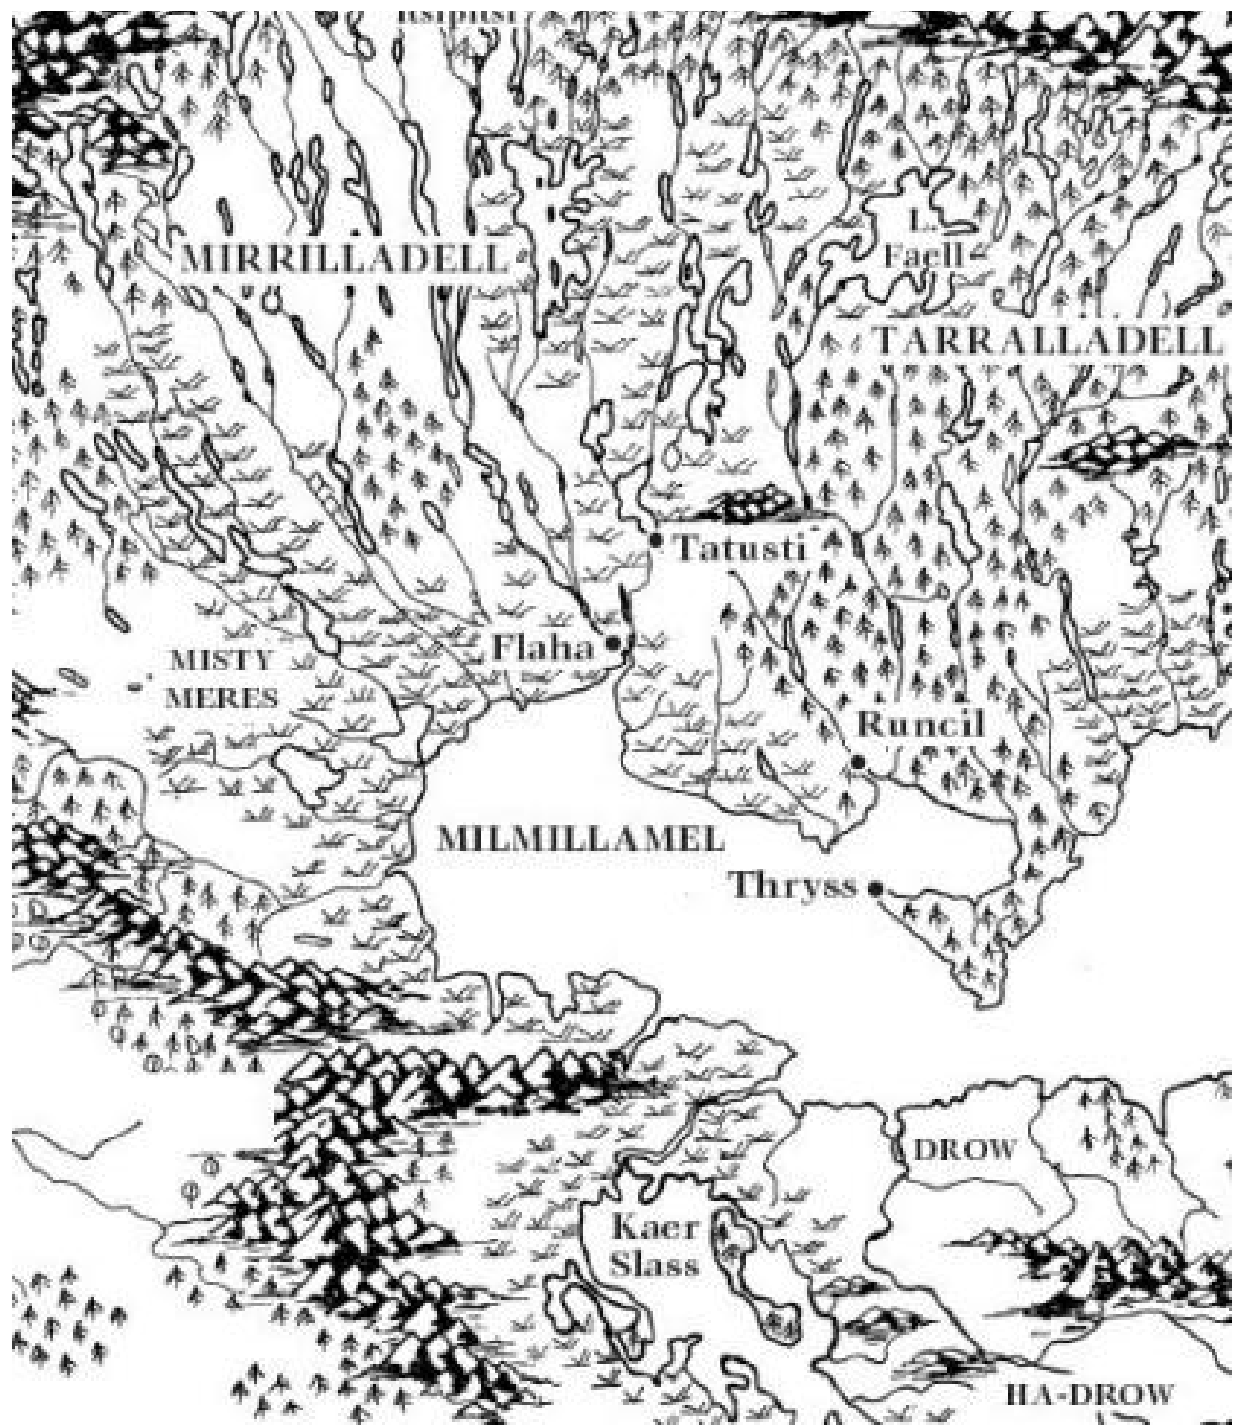 MIRRILLADELL
L.
Faell
TARRALLADELL
Tatusti
Flaha
MISTY
MERES
Runcil
MILMILLAMEL
Thryss
DROW
Kaer
Slass
HA-DROW